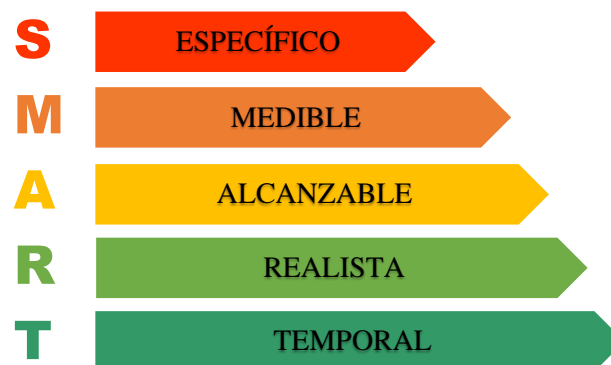 S ESPECÍFICO
M MEDIBLE
A ALCANZABLE
R REALISTA
T TEMPORAL